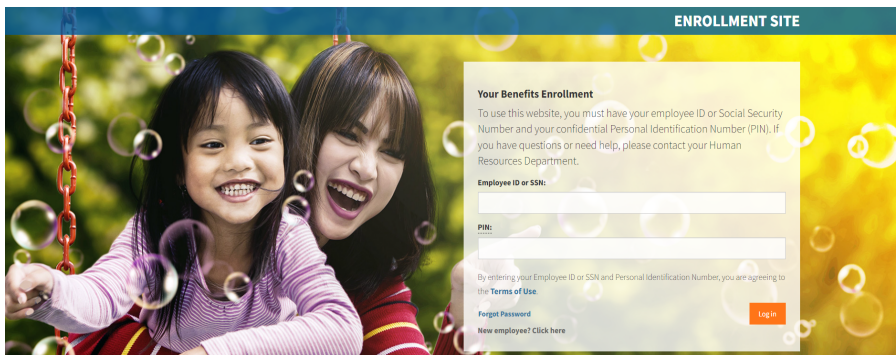 ENROLLMENT SITE
Your Benefits Enrollment
To use this website, you must have your employee ID or Social Security
Number and your confidential Personal Identification Number (PIN). If
you have questions or need help, please contact your Human
Resources Department.
Employee ID or SSN:
PIN:
By entering your Employee ID or SSN and Personal Identification Number, you are agreeing to
the Terms of Use.
Forgot Password
Log in
New employee? Click here